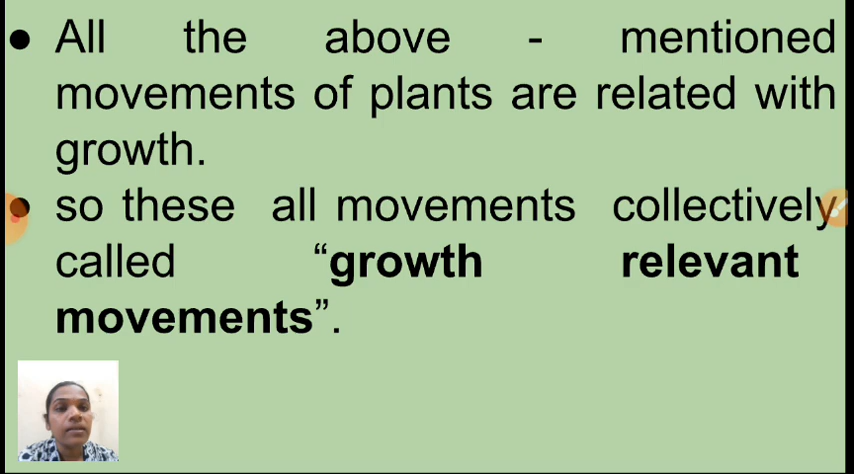 ● All the above - mentioned
movements of plants are related with
growth.
● so these all movements collectively
called “growth relevant
movements”.